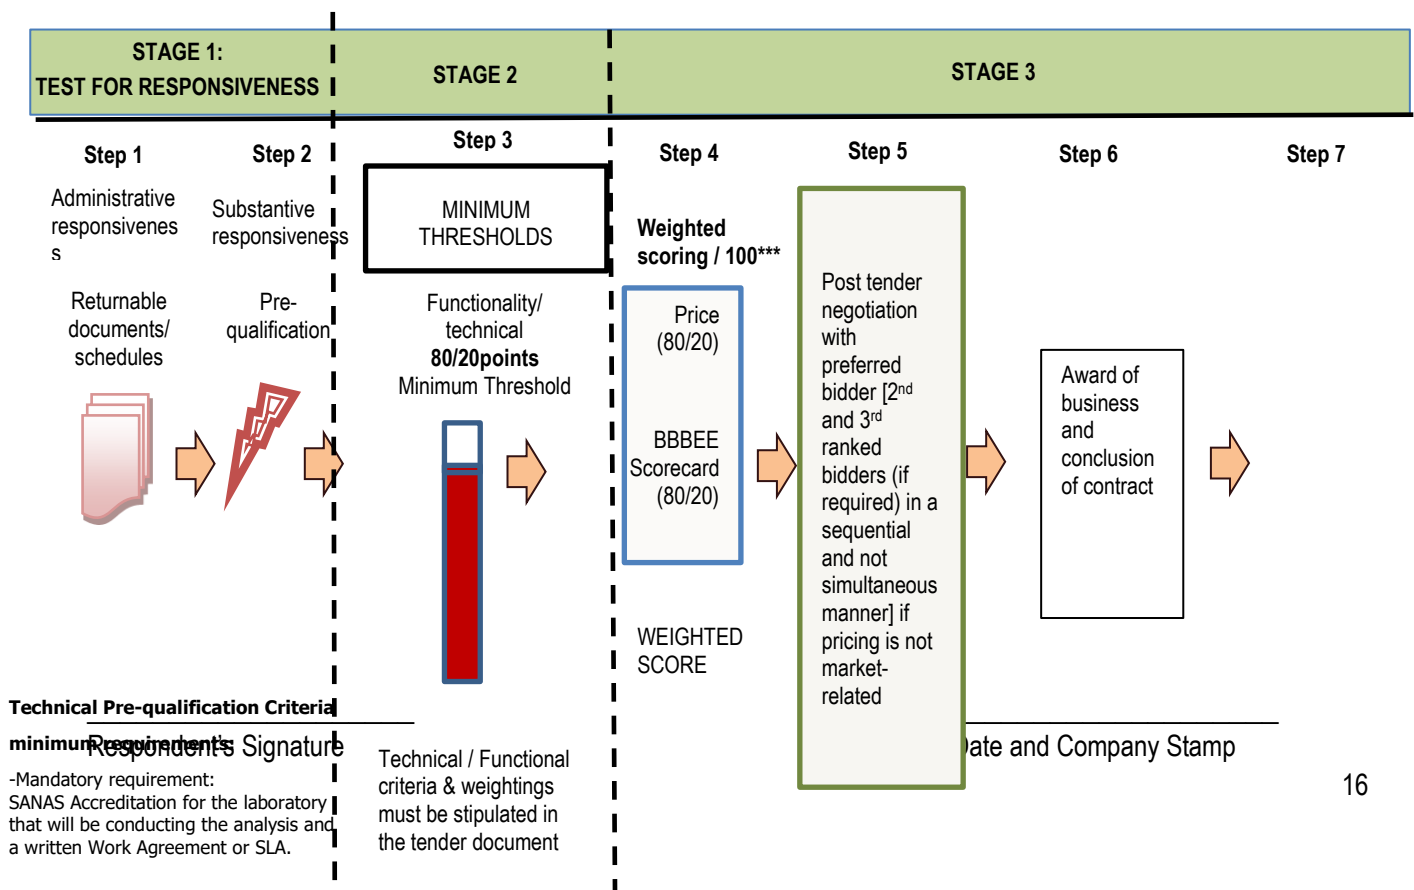 STAGE 1:
TEST FOR RESPONSIVENESS
STAGE 2
STAGE 3
Step 1
Step 2
Step 3
Step 4
Step 5
Step 6
Step 7
Administrative
responsivenes
s
Substantive
responsiveness
MINIMUM
THRESHOLDS
Weighted
scoring / 100***
Returnable
documents/
schedules
Pre-
qualification
Functionality/
technical
80/20points
Minimum Threshold
Price
(80/20)
BBBEE
Scorecard
(80/20)
WEIGHTED
SCORE
Post tender
negotiation
with
preferred
bidder [2nd
and 3rd
ranked
bidders (if
required) in a
sequential
and not
simultaneous
manner] if
pricing is not
market-
related
Award of
business
and
conclusion
of contract
Technical Pre-qualification Criteria
minimum requirements:
Respondent's Signature
-Mandatory requirement:
SANAS Accreditation for the laboratory
that will be conducting the analysis and
a written Work Agreement or SLA.
Technical / Functional
criteria & weightings
must be stipulated in
the tender document
ate and Company Stamp
16